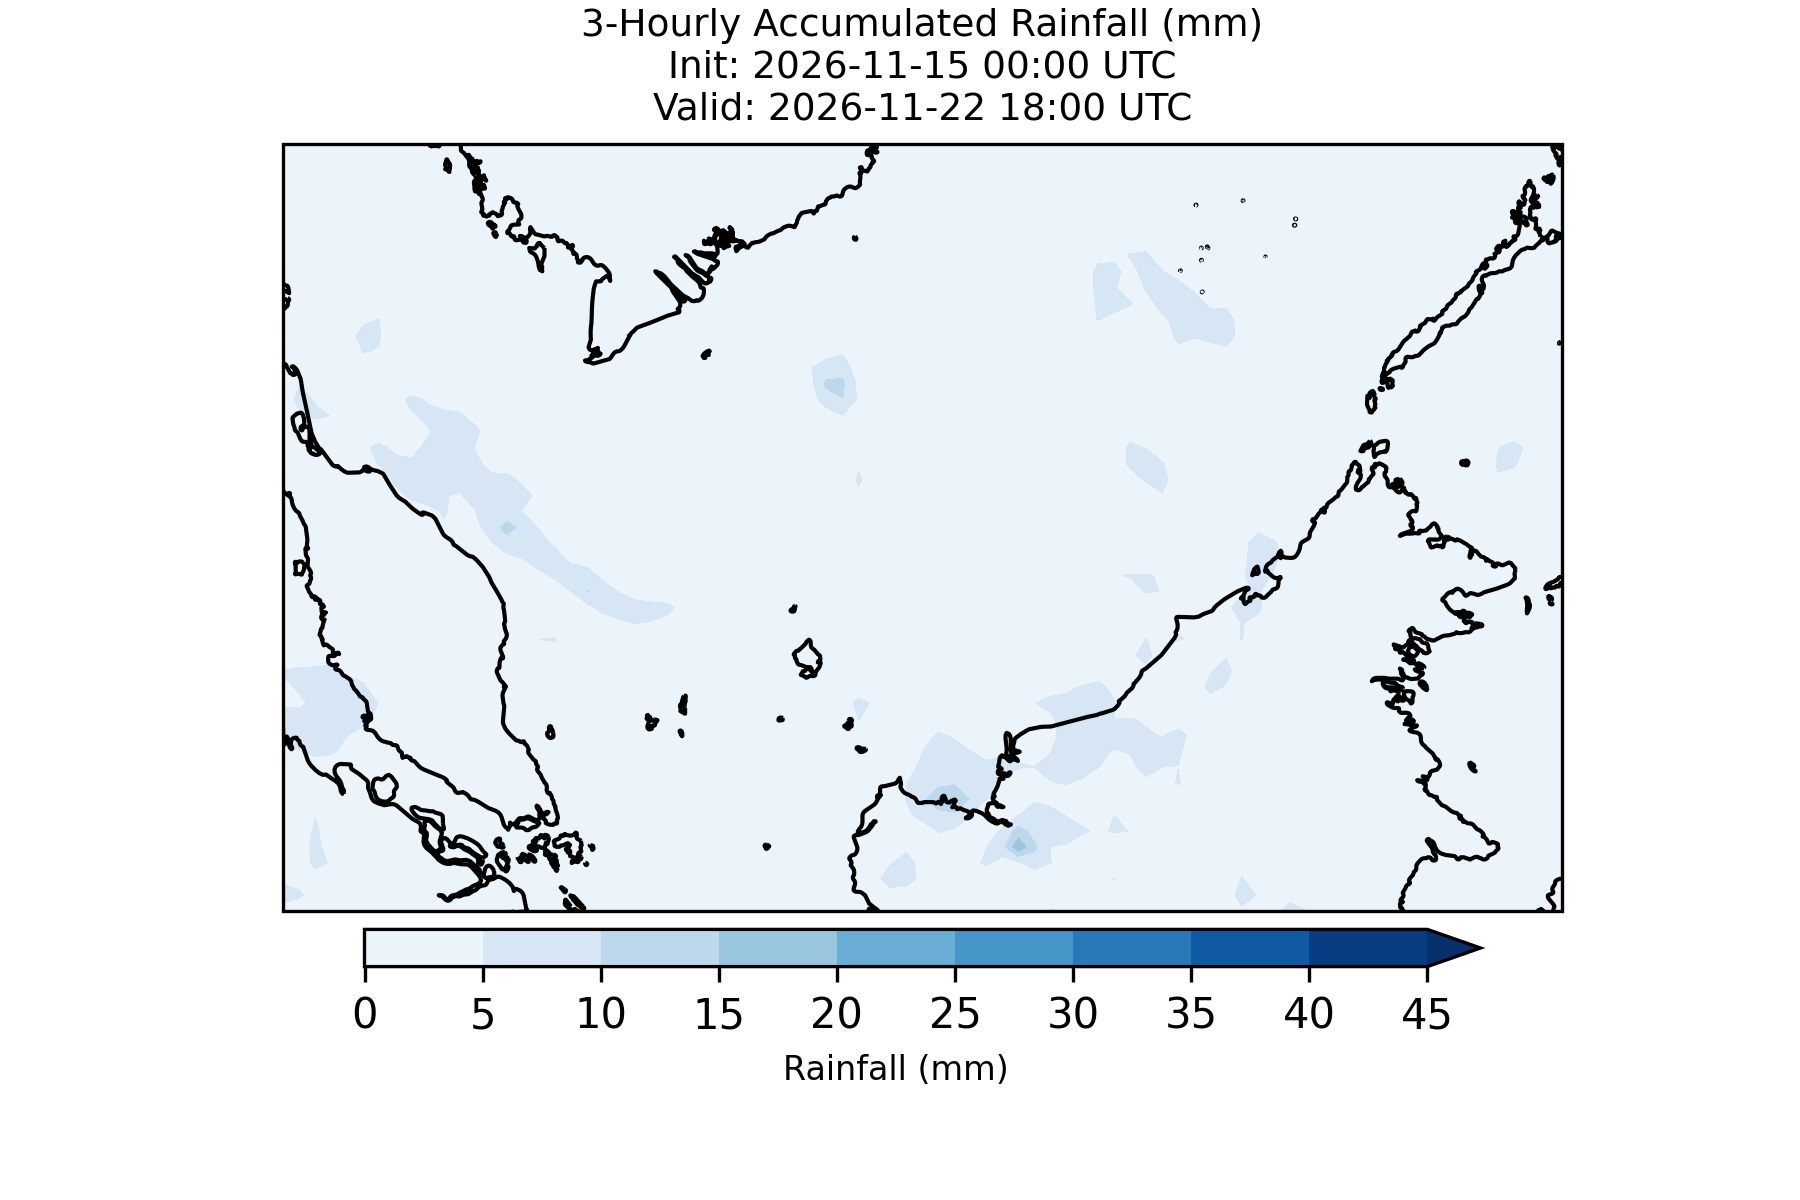 3-Hourly Accumulated Rainfall (mm)
Init: 2026-11-15 00:00 UTC
Valid: 2026-11-22 18:00 UTC
0 5 10 15 20 25 30 35 40 45
Rainfall (mm)